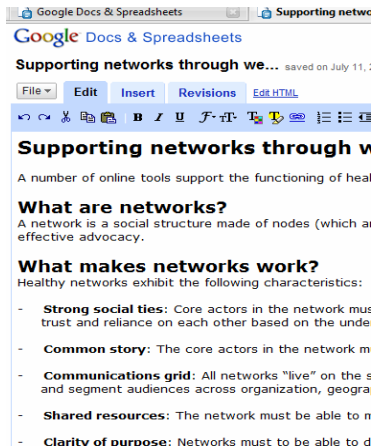 Google Docs & Spreadsheets Supporting netwo
Google Docs & Spreadsheets
Supporting networks through we... saved on July 11, 2
File Edit Insert Revisions Edit HTML
B I U
Supporting networks through w
A number of online tools support the functioning of heal
What are networks?
A network is a social structure made of nodes (which ar
effective advocacy.
What makes networks work?
Healthy networks exhibit the following characteristics:
- Strong social ties: Core actors in the network mus
trust and reliance on each other based on the unde
- Common story: The core actors in the network m
- Communications grid: All networks “live” on the s
and segment audiences across organization, geogra
- Shared resources: The network must be able to m
- Clarity of purpose: Networks must to be able to d